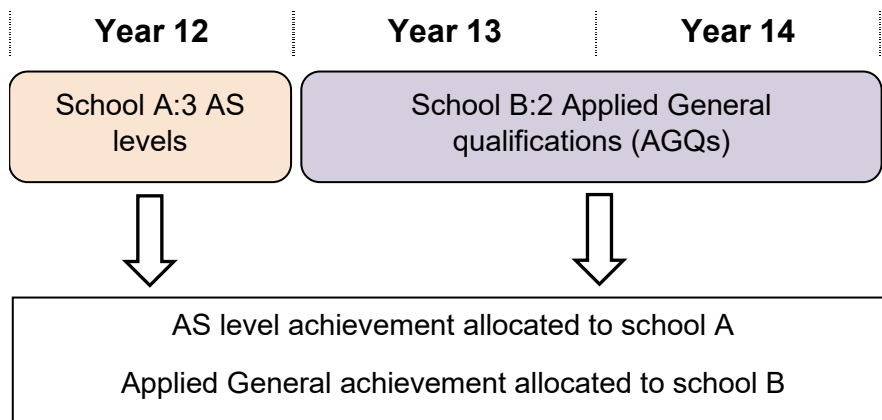 Year 12
Year 13
Year 14
School A:3 AS
levels
School B:2 Applied General
qualifications (AGQs)
AS level achievement allocated to school A
Applied General achievement allocated to school B